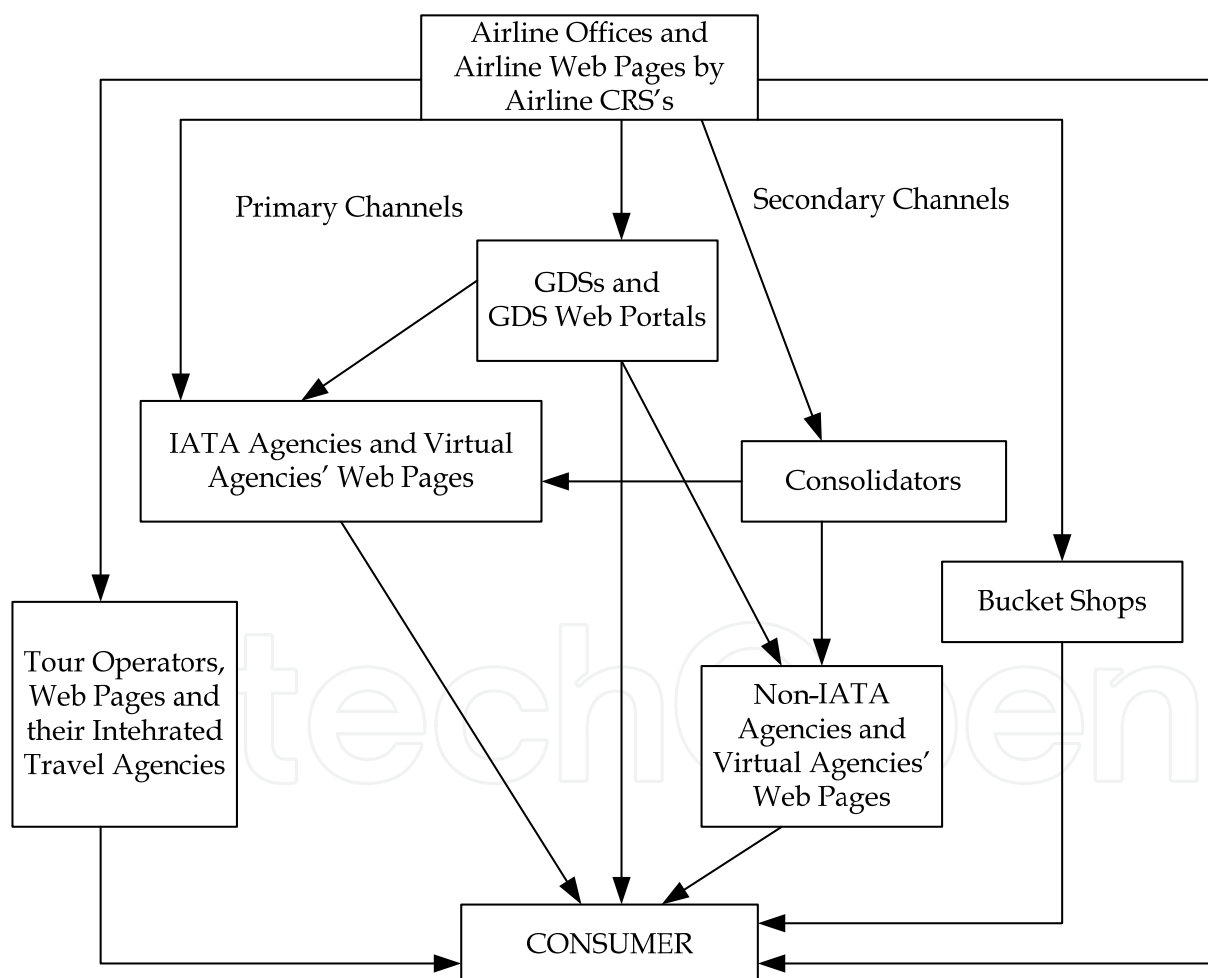 Airline Offices and
Airline Web Pages by
Airline CRS’s
Primary Channels
Secondary Channels
GDSs and
GDS Web Portals
IATA Agencies and Virtual
Agencies’ Web Pages
Consolidators
Bucket Shops
Tour Operators,
Web Pages and
their Intehrated
Travel Agencies
Non-IATA
Agencies and
Virtual Agencies’
Web Pages
CONSUMER